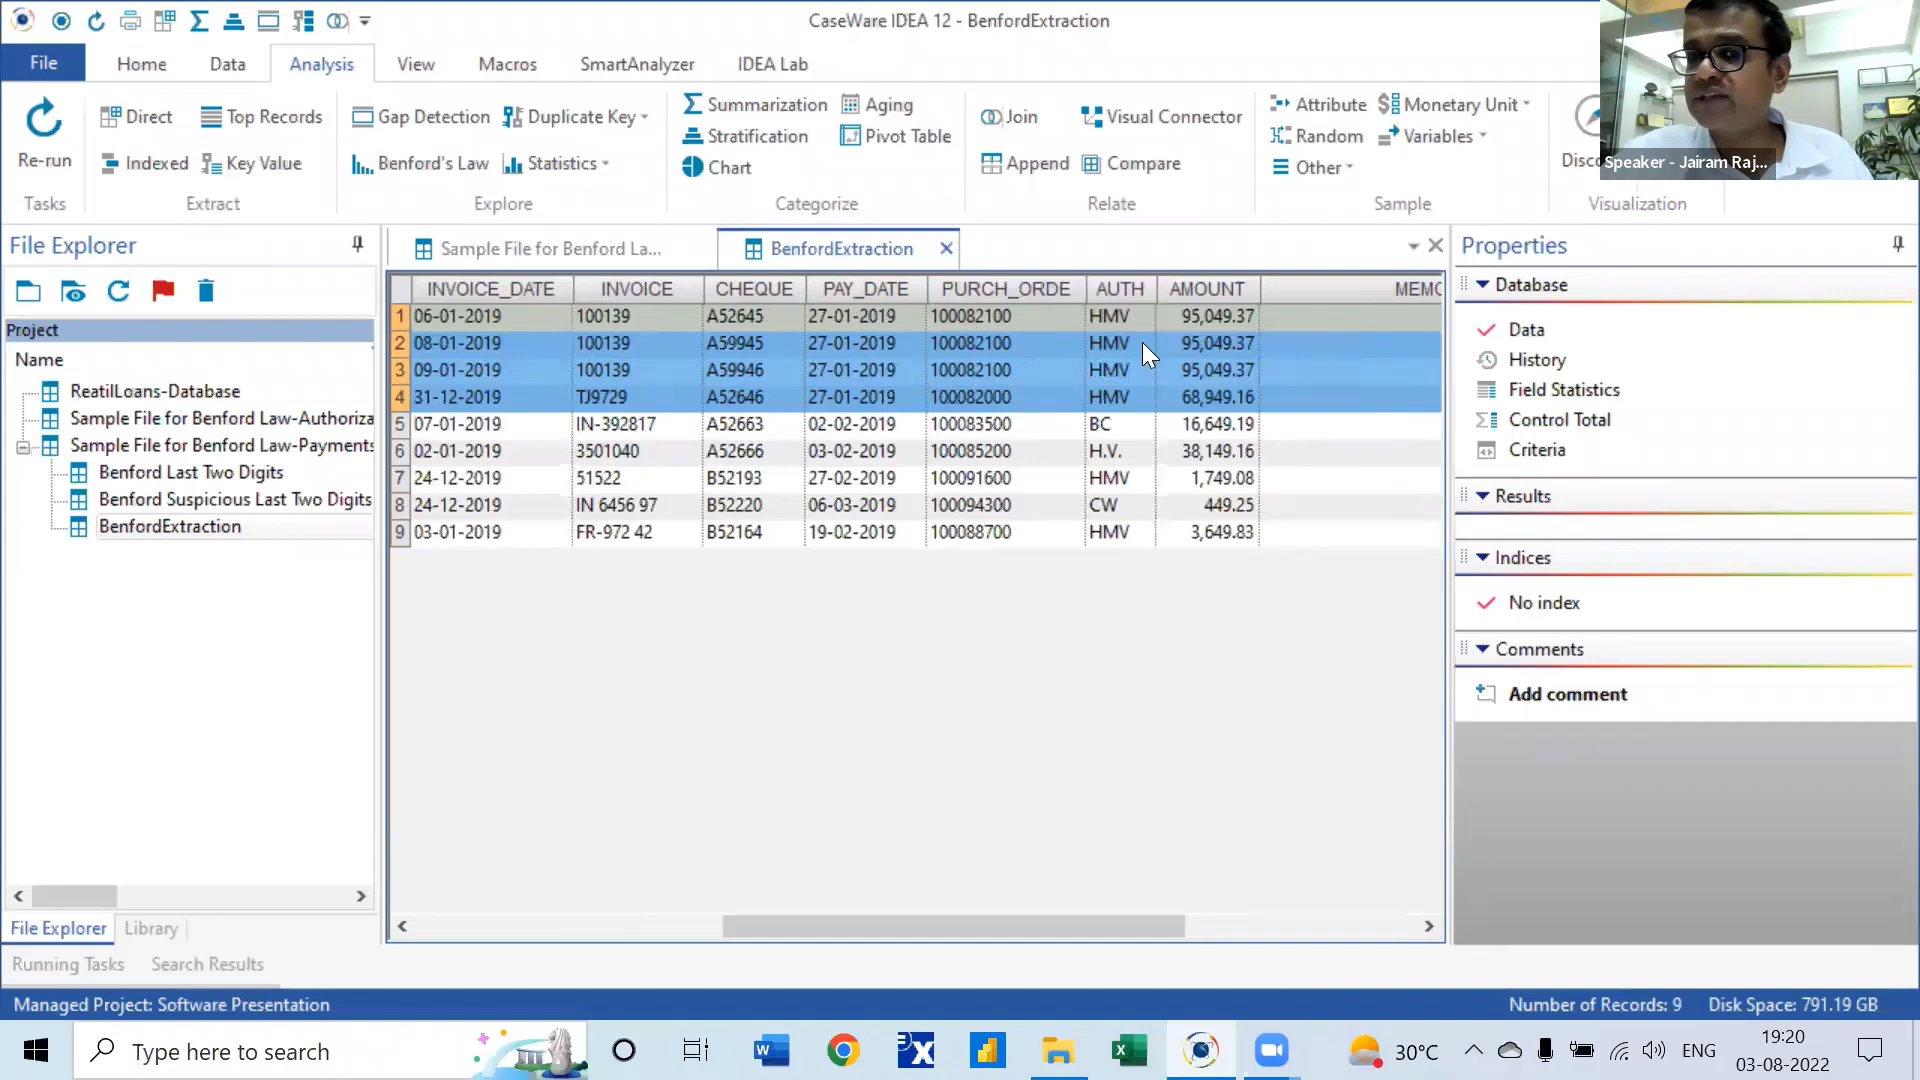 CaseWare IDEA 12 - BenfordExtraction
File Home Data Analysis View Macros SmartAnalyzer IDEA Lab
Re-run
Tasks
Direct Top Records
Indexed Key Value
Extract
Gap Detection Duplicate Key
Benford's Law Statistics
Explore
Summarization Aging
Stratification Pivot Table
Chart
Categorize
Join Visual Connector
Append Compare
Relate
Attribute Monetary Unit
Random Variables
Other
Sample
Disco
Visualization
Speaker - Jairam Raj...
File Explorer
Project
Name
ReatilLoans-Database
Sample File for Benford Law-Authoriza
Sample File for Benford Law-Payments
Benford Last Two Digits
Benford Suspicious Last Two Digits
BenfordExtraction
File Explorer Library
Running Tasks Search Results
Sample File for Benford La... BenfordExtraction
INVOICE_DATE INVOICE CHEQUE PAY_DATE PURCH_ORDE AUTH AMOUNT MEMO
1 06-01-2019 100139 A52645 27-01-2019 100082100 HMV 95,049.37
2 08-01-2019 100139 A59945 27-01-2019 100082100 HMV 95,049.37
3 09-01-2019 100139 A59946 27-01-2019 100082100 HMV 95,049.37
4 31-12-2019 TJ9729 A52646 27-01-2019 100082000 HMV 68,949.16
5 07-01-2019 IN-392817 A52663 02-02-2019 100083500 BC 16,649.19
6 02-01-2019 3501040 A52666 03-02-2019 100085200 H.V. 38,149.16
7 24-12-2019 51522 B52193 27-02-2019 100091600 HMV 1,749.08
8 24-12-2019 IN 6456 97 B52220 06-03-2019 100094300 CW 449.25
9 03-01-2019 FR-972 42 B52164 19-02-2019 100088700 HMV 3,649.83
Properties
Database
Data
History
Field Statistics
Control Total
Criteria
Results
Indices
No index
Comments
Add comment
Managed Project: Software Presentation
Number of Records: 9 Disk Space: 791.19 GB
Type here to search
30°C
ENG
19:20
03-08-2022